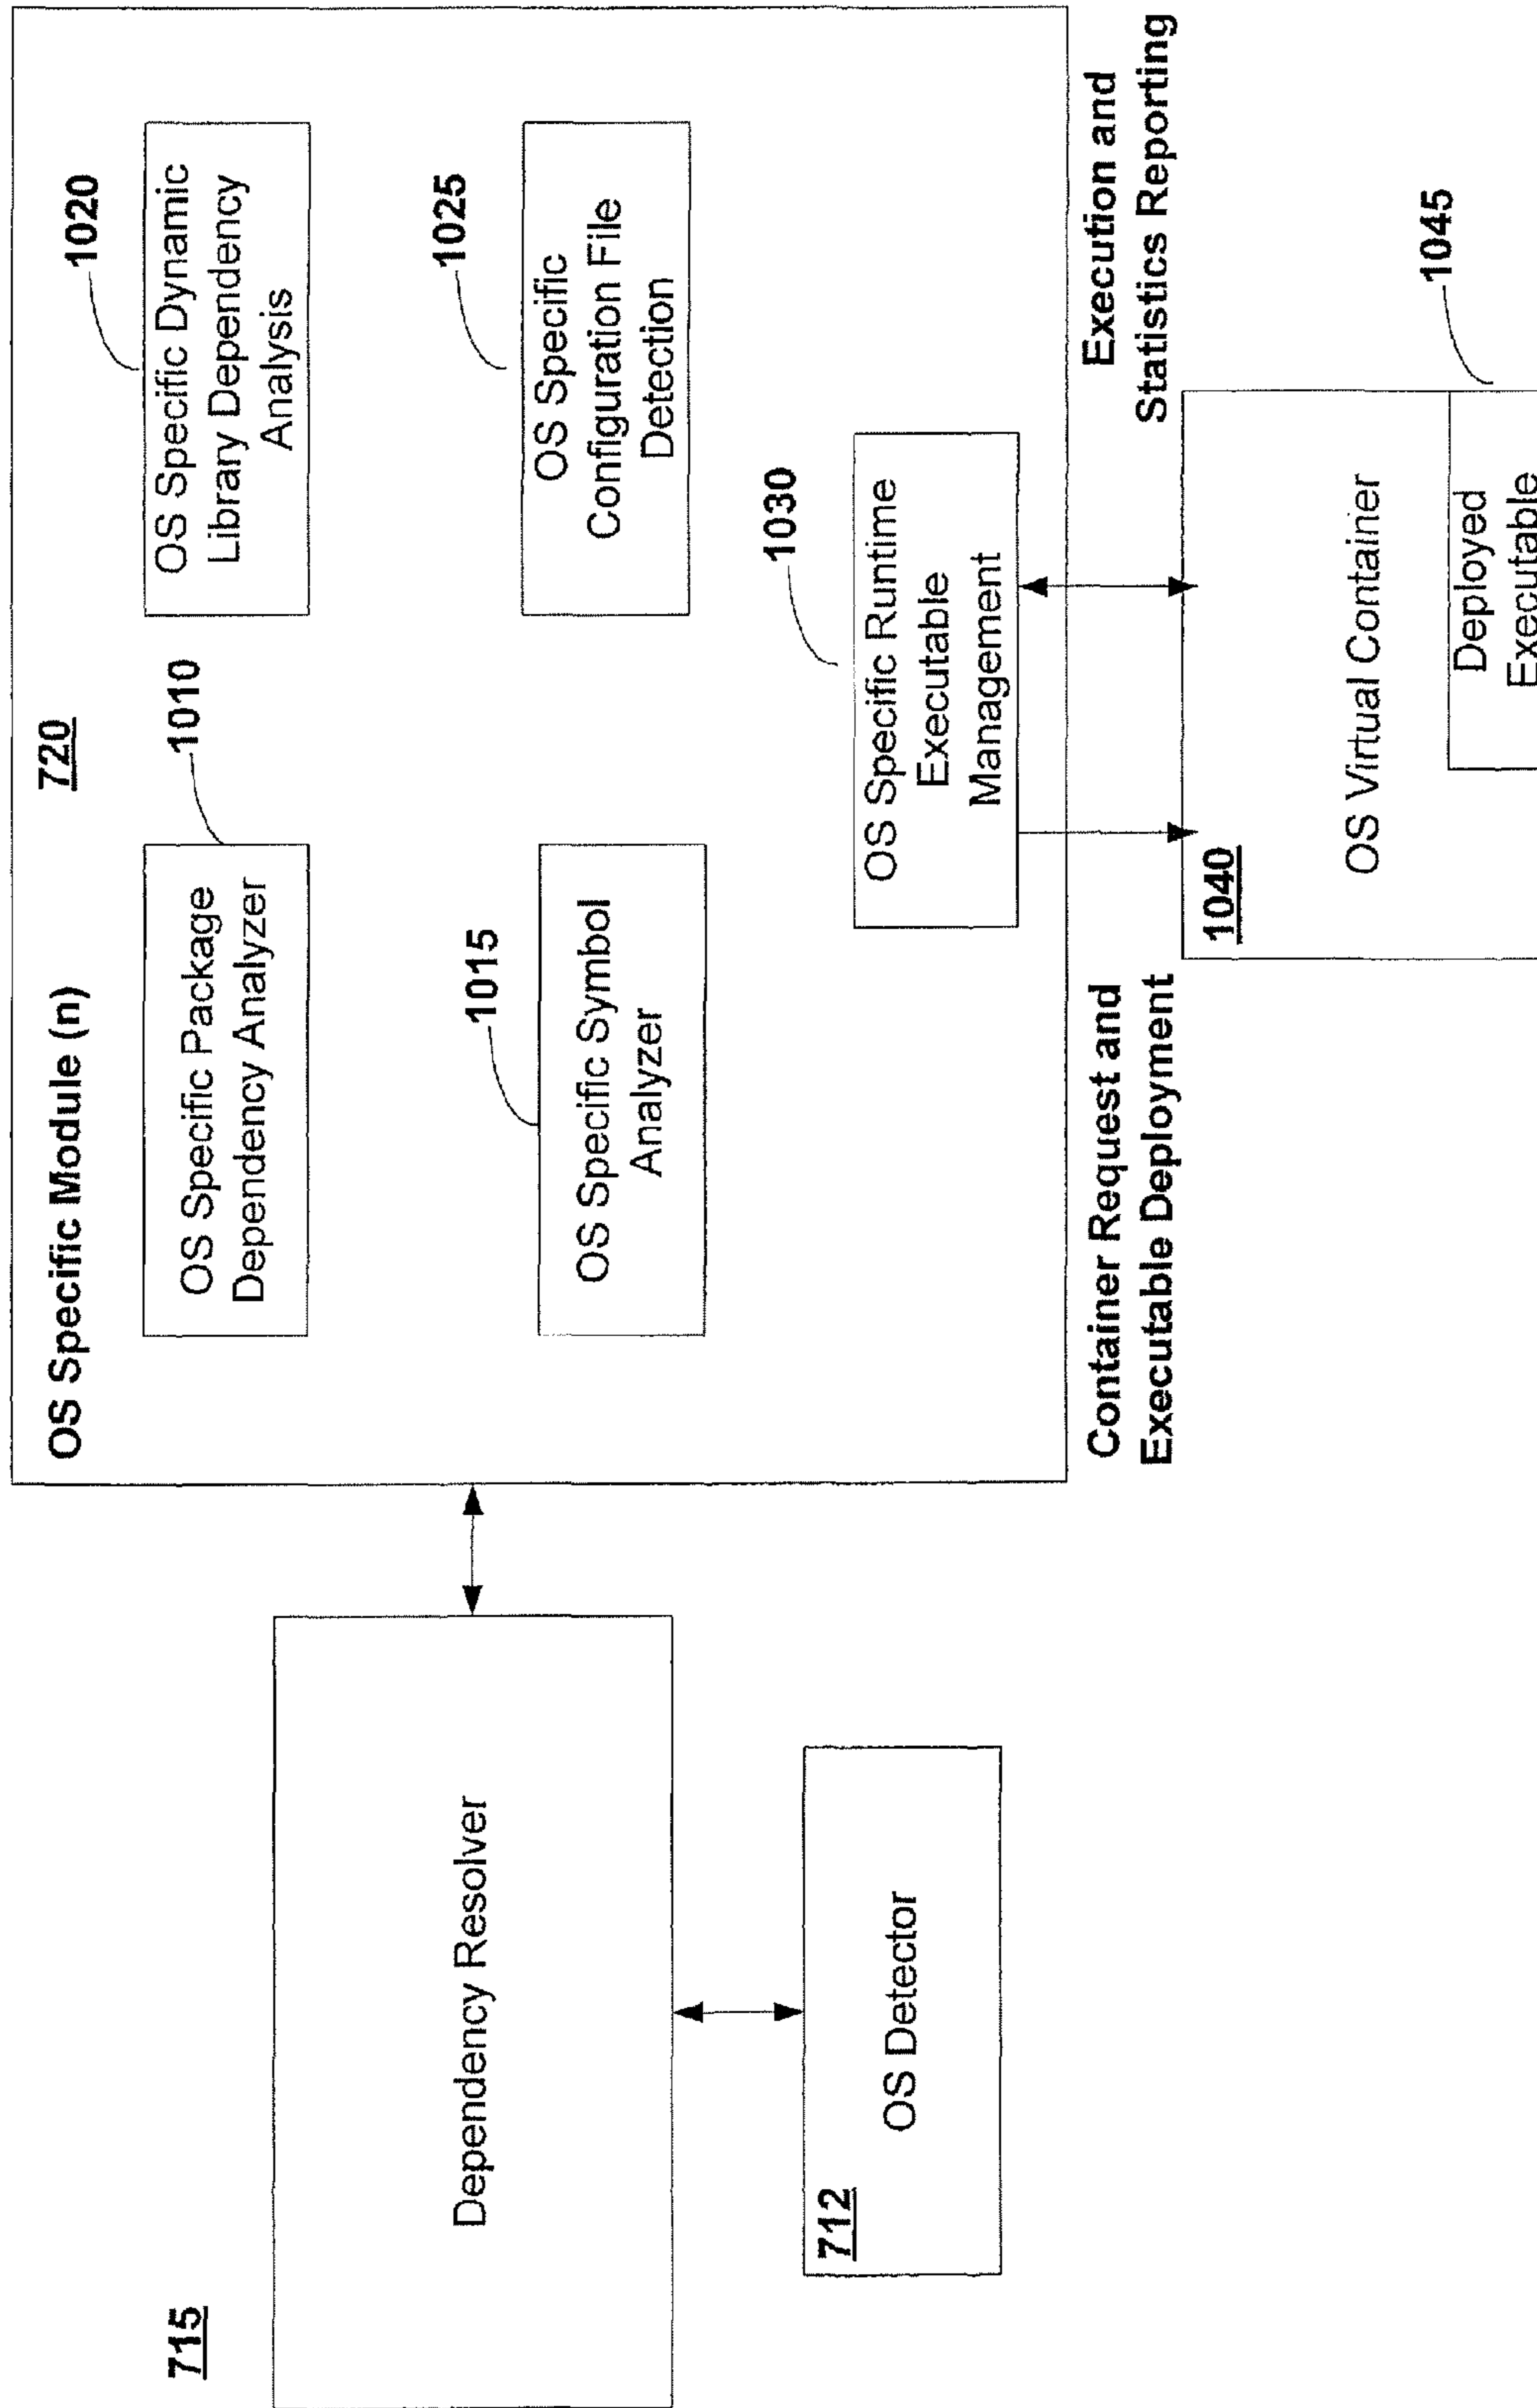 715
Dependency Resolver
712
OS Detector
OS Specific Module (n)
720
OS Specific Package
Dependency Analyzer
1010
OS Specific Dynamic
Library Dependency
Analysis
1020
OS Specific Symbol
Analyzer
1015
OS Specific
Configuration File
Detection
1025
OS Specific Runtime
Executable
Management
1030
Container Request and
Executable Deployment
Execution and
Statistics Reporting
1040
OS Virtual Container
Deployed
Executable
1045